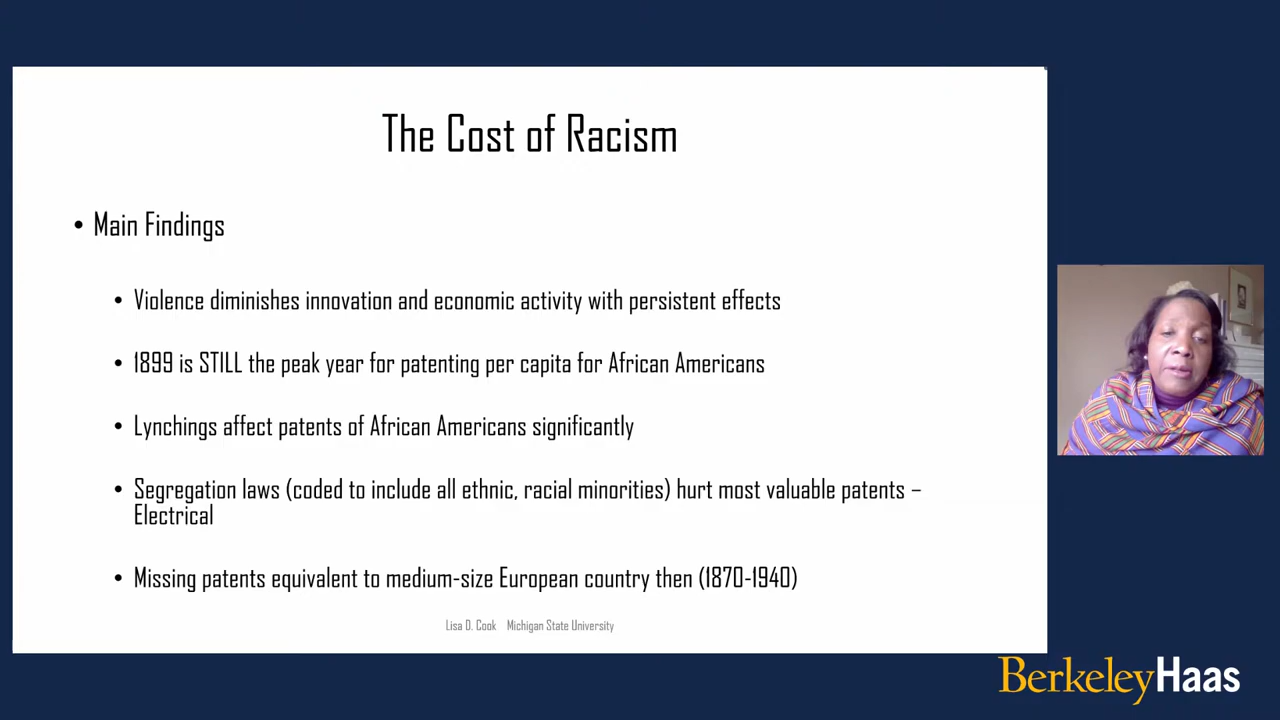 The Cost of Racism
• Main Findings
• Violence diminishes innovation and economic activity with persistent effects
• 1899 is STILL the peak year for patenting per capita for African Americans
• Lynchings affect patents of African Americans significantly
• Segregation laws (coded to include all ethnic, racial minorities) hurt most valuable patents –
Electrical
• Missing patents equivalent to medium-size European country then (1870-1940)
Lisa D. Cook Michigan State University
BerkeleyHaas